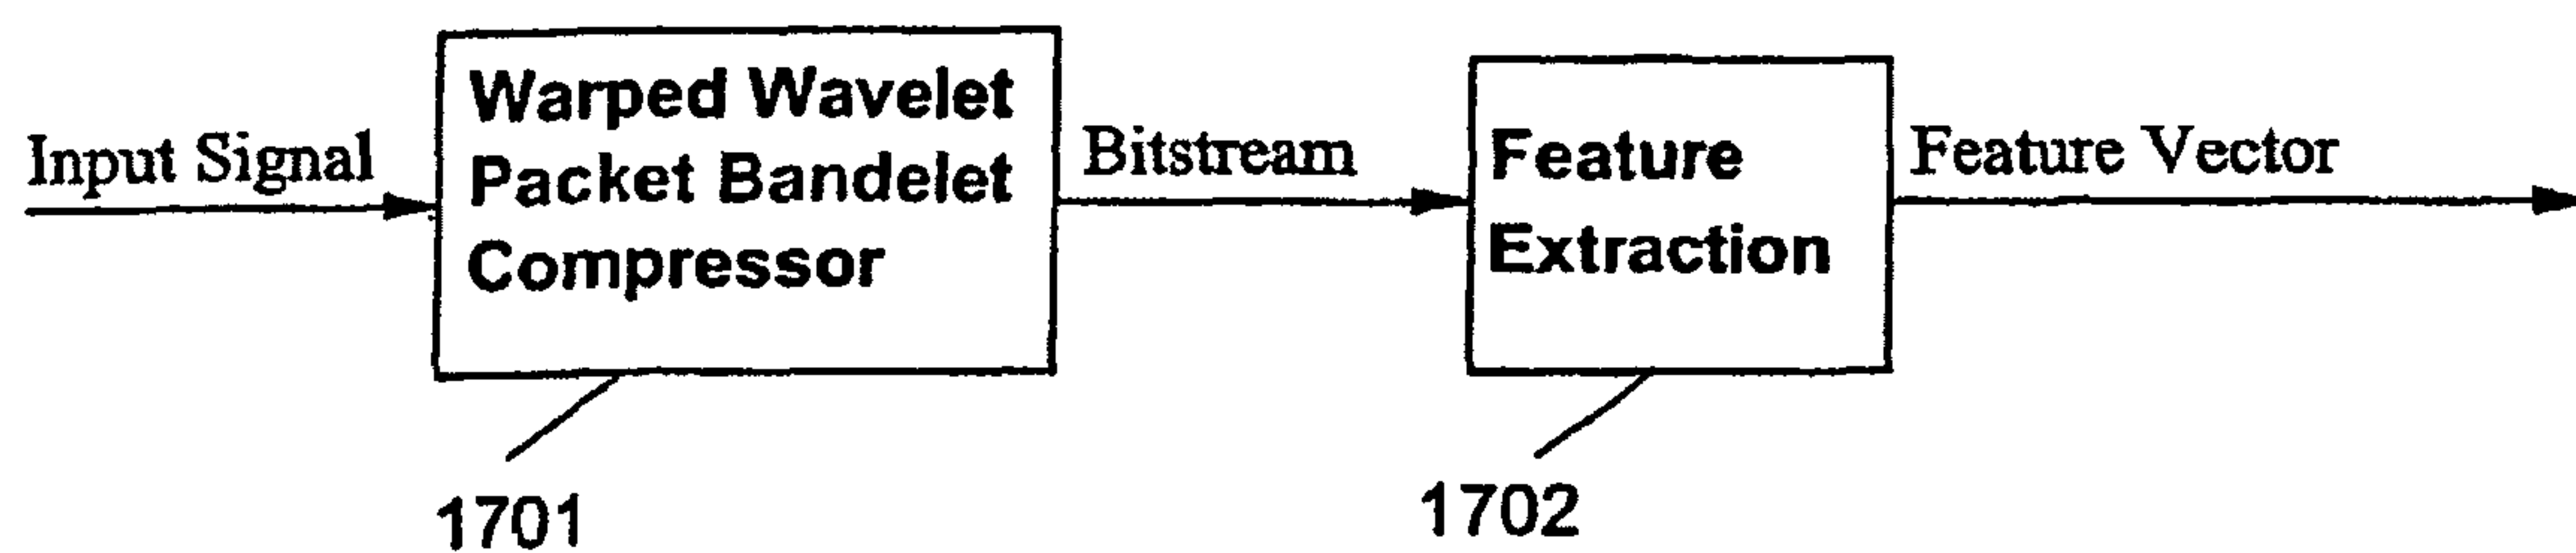 Input Signal
Warped Wavelet
Packet Bandelet
Compressor
Bitstream
Feature
Extraction
Feature Vector
1701
1702